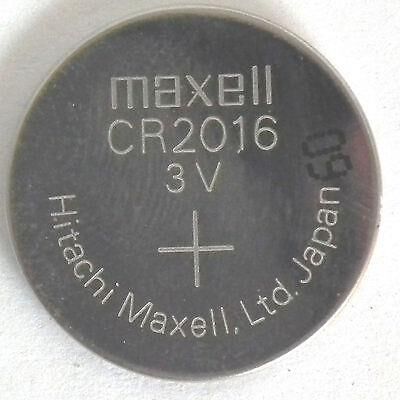 maxell
CR2016
3V
09
+
Hitachi Maxell, Ltd. Japan